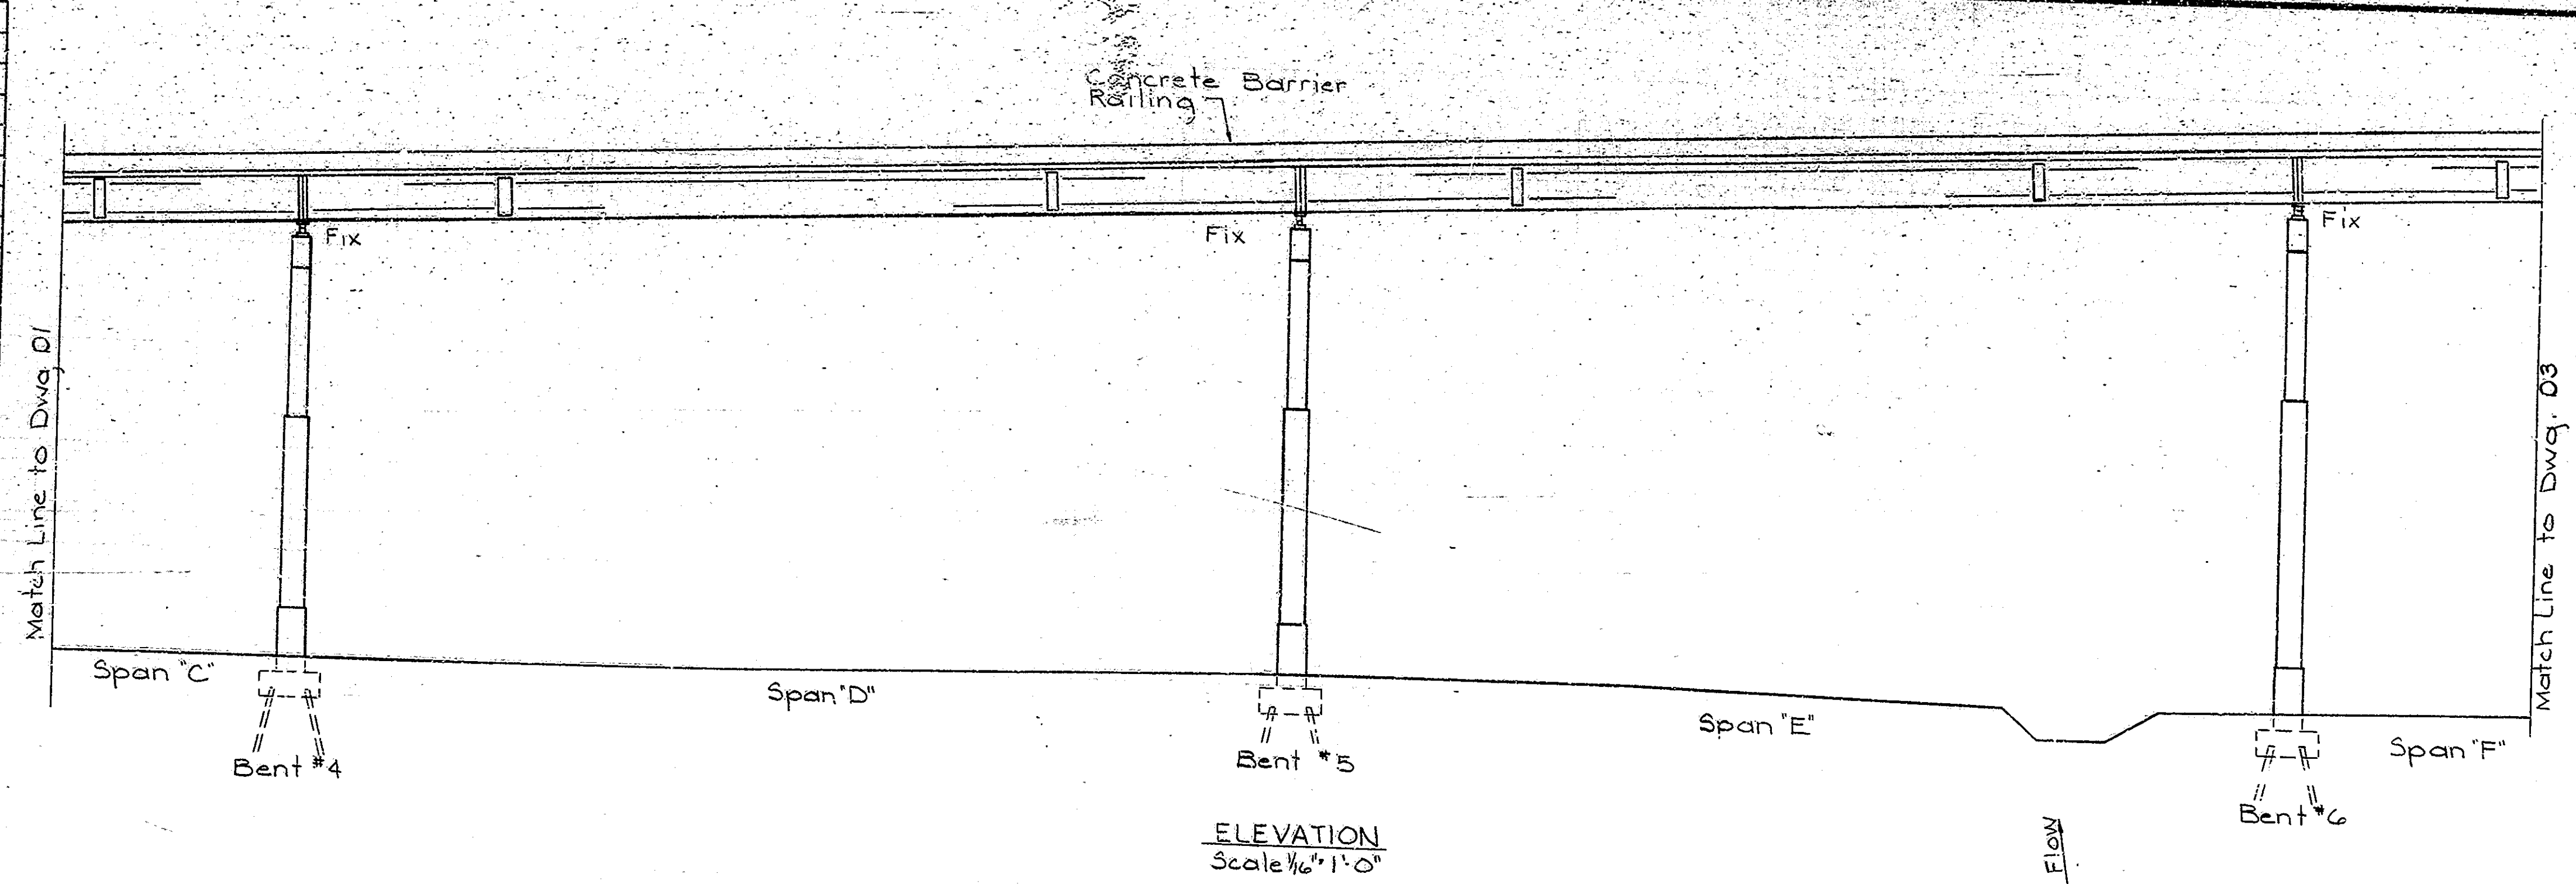 Concrete Barrier
Railing
Fix
Fix
Fix
Match Line to Dwg D1
Match Line to Dwg. D3
Span "C"
Span "D"
Span "E"
Span "F"
Bent #4
Bent #5
Bent #6
ELEVATION
Scale 1/16" = 1'-0"
Flow